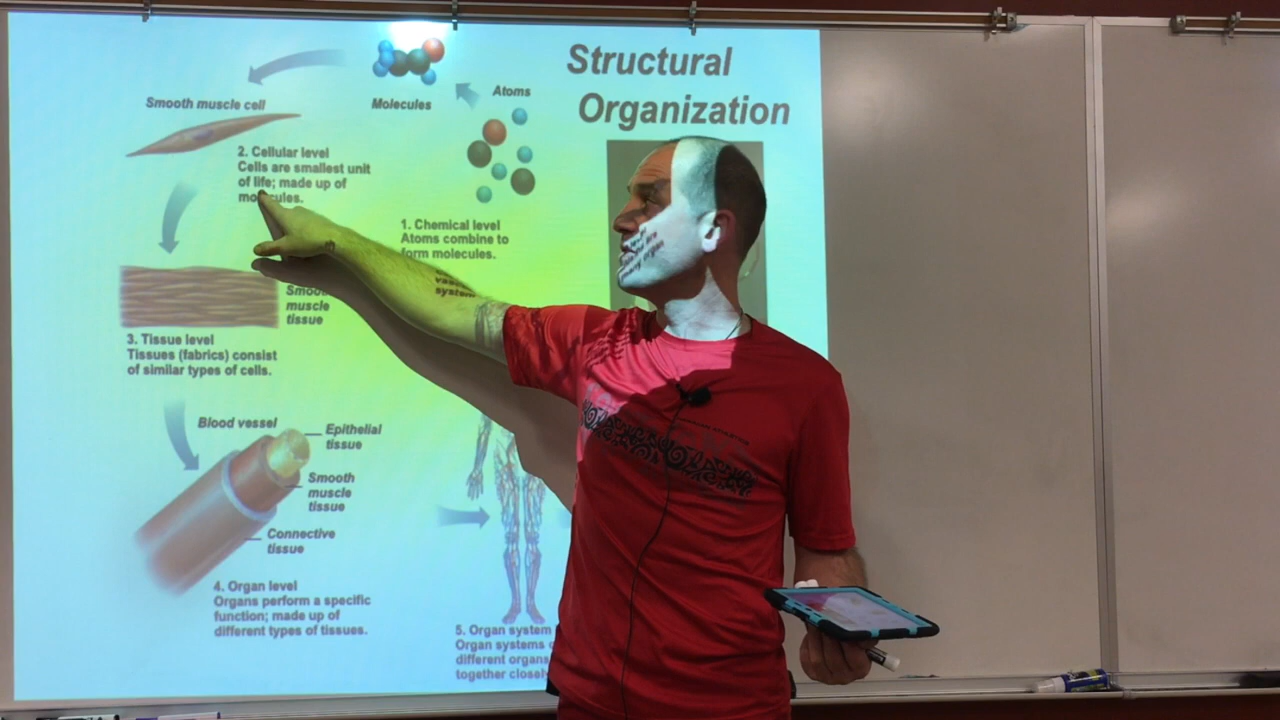 Structural
Organization
Atoms
Molecules
Smooth muscle cell
2. Cellular level
Cells are smallest unit
of life; made up of
molecules.
1. Chemical level
Atoms combine to
form molecules.
Smooth
muscle
tissue
3. Tissue level
Tissues (fabrics) consist
of similar types of cells.
Blood vessel
Epithelial
tissue
Smooth
muscle
tissue
Connective
tissue
4. Organ level
Organs perform a specific
function; made up of
different types of tissues.
system
5. Organ system
Organ systems
different organs
together closely